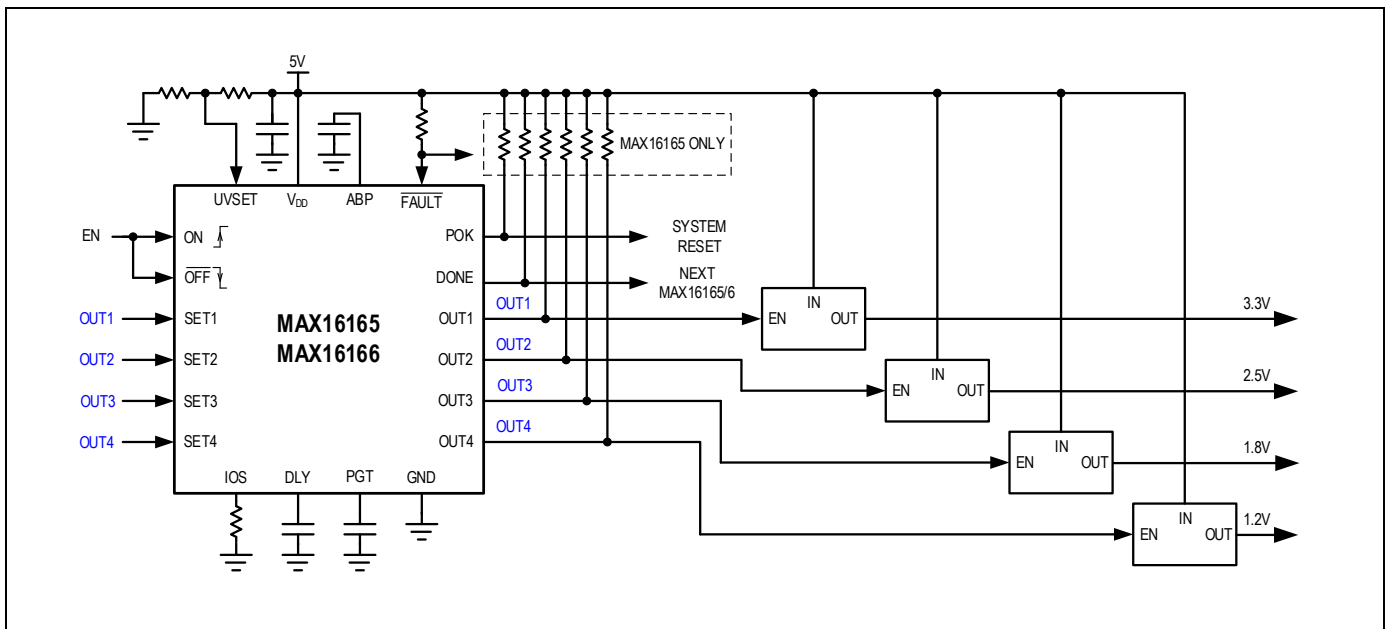 5V
MAX16165 ONLY
UVSET VDD ABP FAULT
EN ON POK SYSTEM
RESET
OFF DONE NEXT
MAX16165/6
OUT1 SET1 MAX16165 OUT1 OUT1 EN IN OUT 3.3V
MAX16166
OUT2 SET2 OUT2 OUT2 EN IN OUT 2.5V
OUT3 SET3 OUT3 OUT3 EN IN OUT 1.8V
OUT4 SET4 OUT4 OUT4 EN IN OUT 1.2V
IOS DLY PGT GND